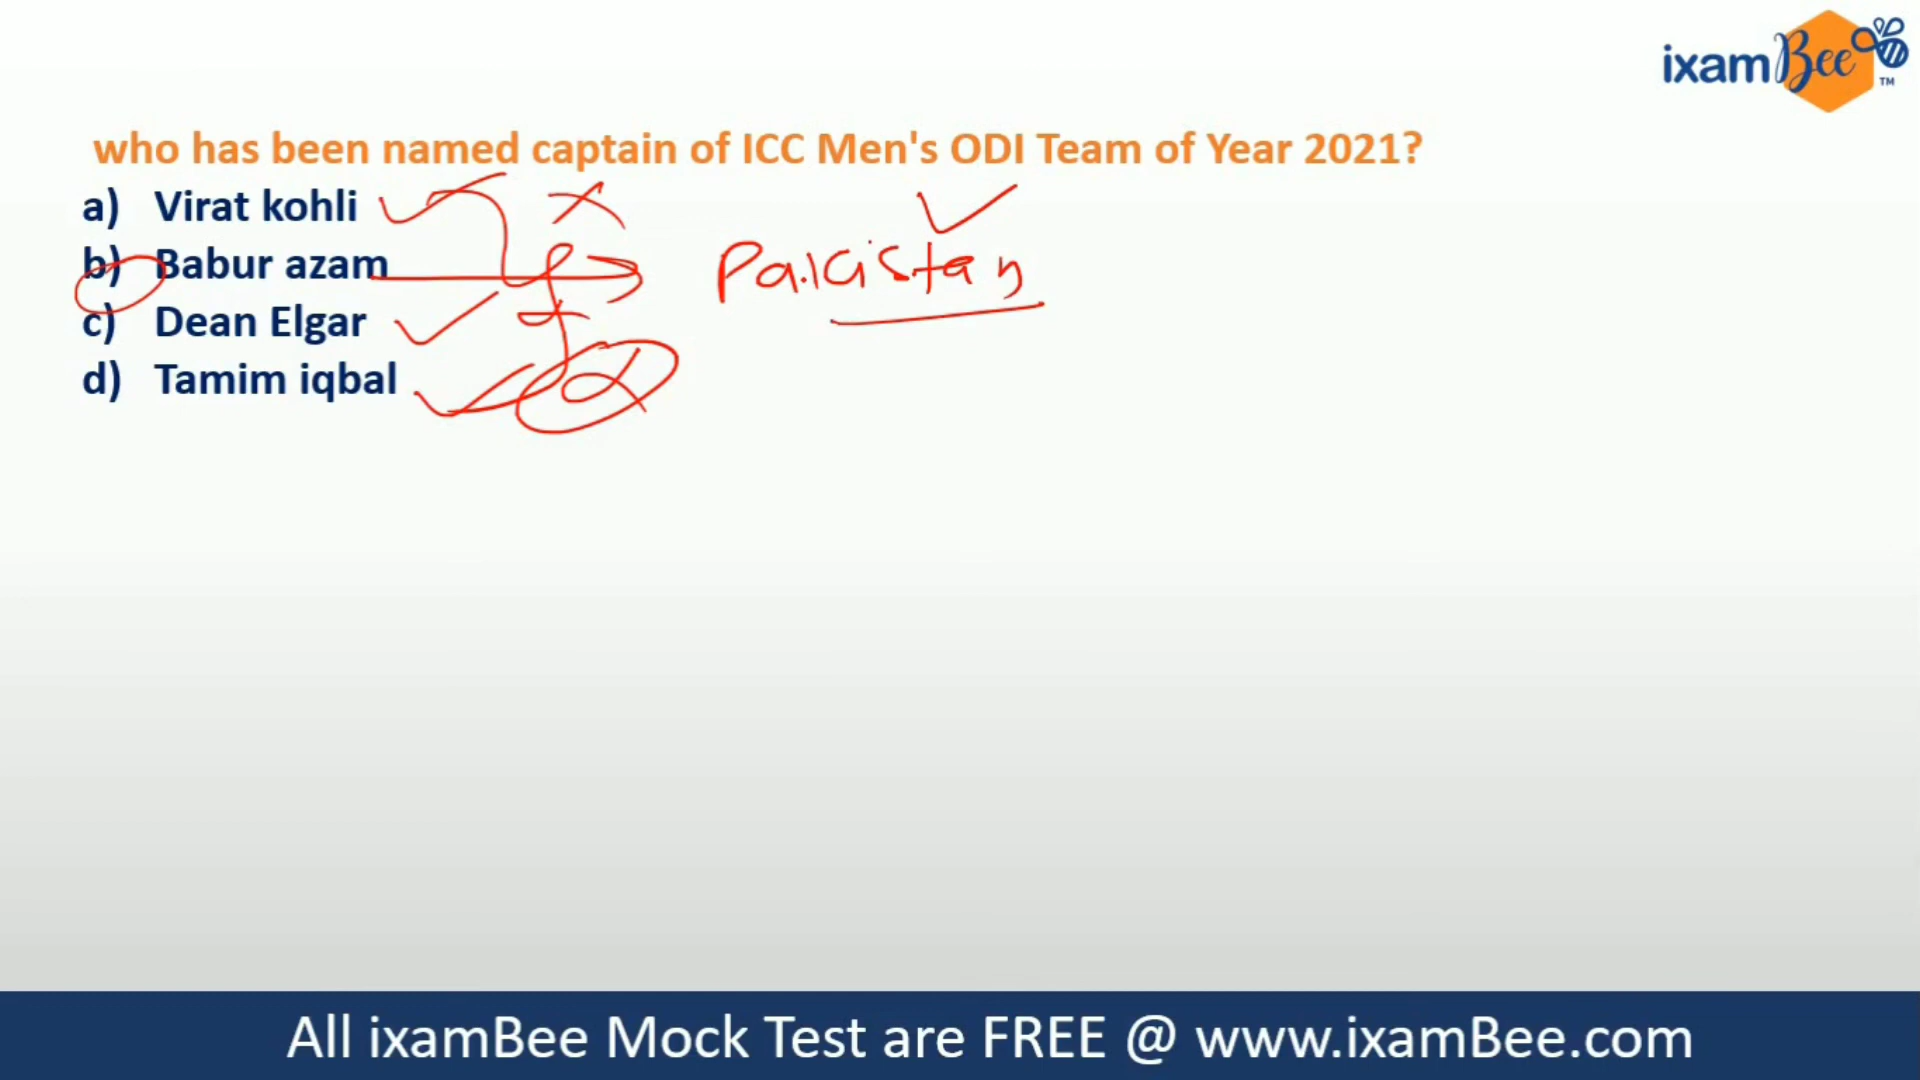 ixamBee™
who has been named captain of ICC Men's ODI Team of Year 2021?
a) Virat kohli
b) Babur azam
Pakistan
c) Dean Elgar
d) Tamim iqbal
All ixamBee Mock Test are FREE @ www.ixamBee.com